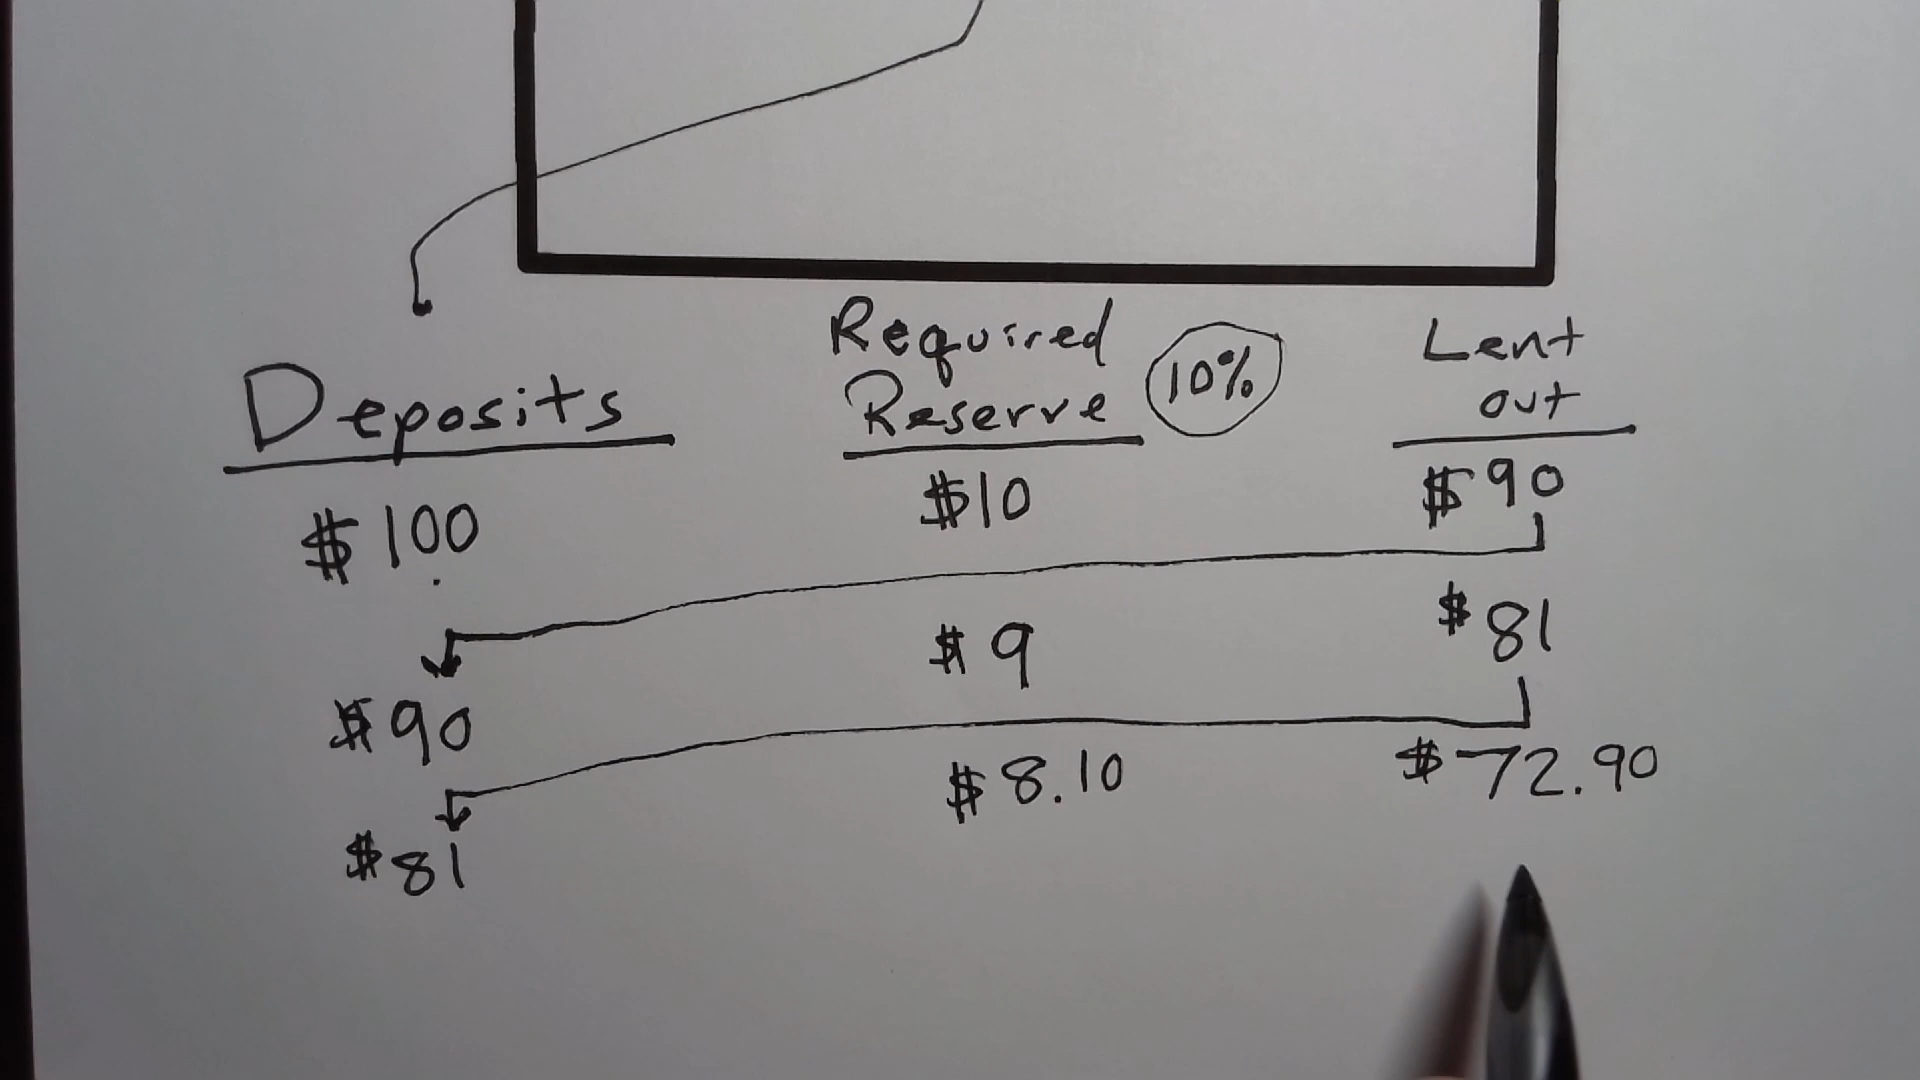 Required
Reserve
10%
Lent
out
Deposits
$100
$10
$90
$90
$9
$81
$81
$8.10
$72.90